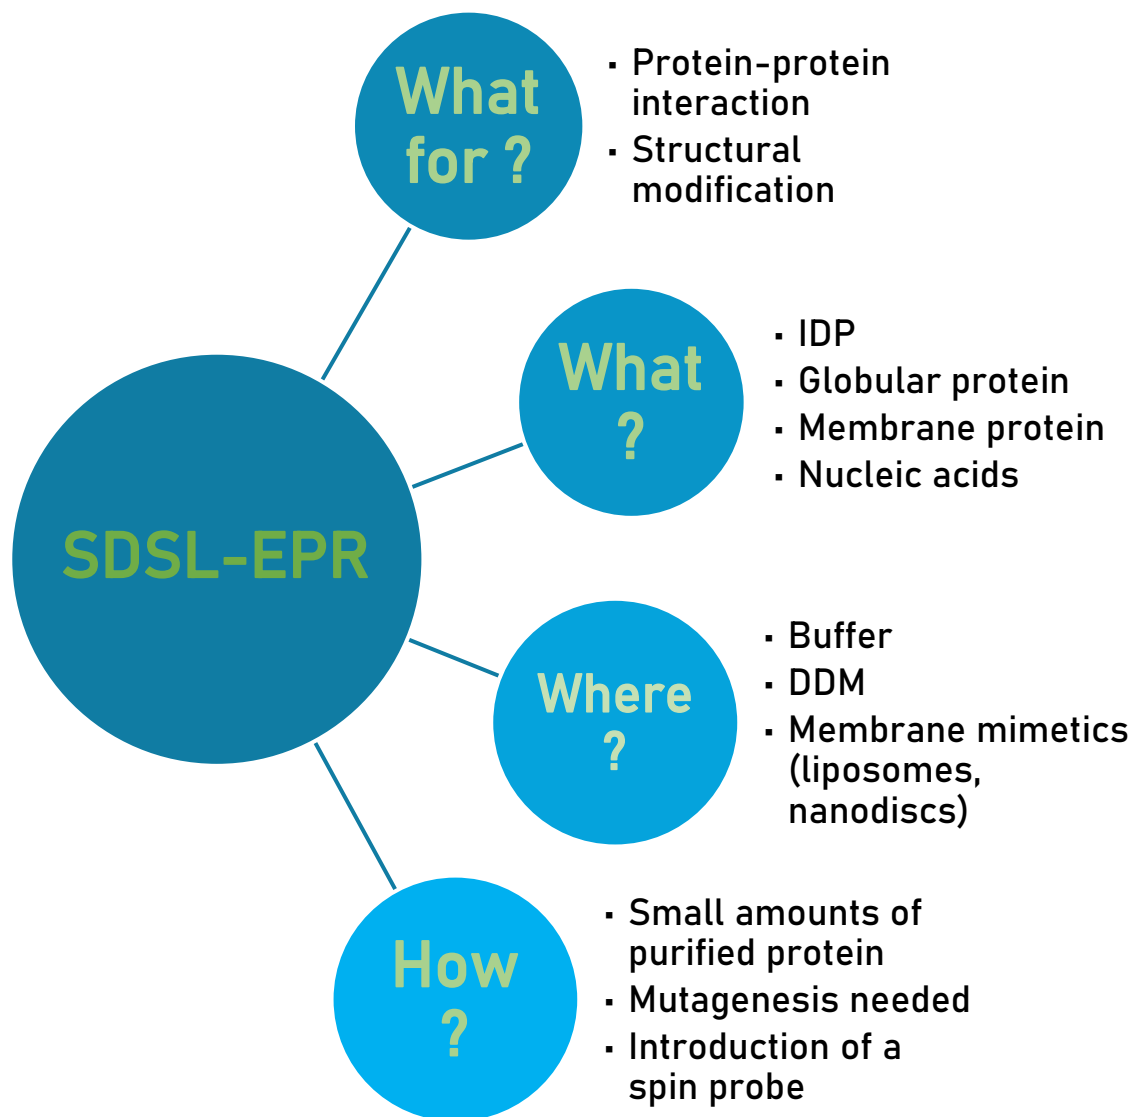 What
for ?
▪ Protein-protein
interaction
▪ Structural
modification
What
?
▪ IDP
▪ Globular protein
▪ Membrane protein
▪ Nucleic acids
SDSL-EPR
Where
?
▪ Buffer
▪ DDM
▪ Membrane mimetics
(liposomes,
nanodiscs)
How
?
▪ Small amounts of
purified protein
▪ Mutagenesis needed
▪ Introduction of a
spin probe